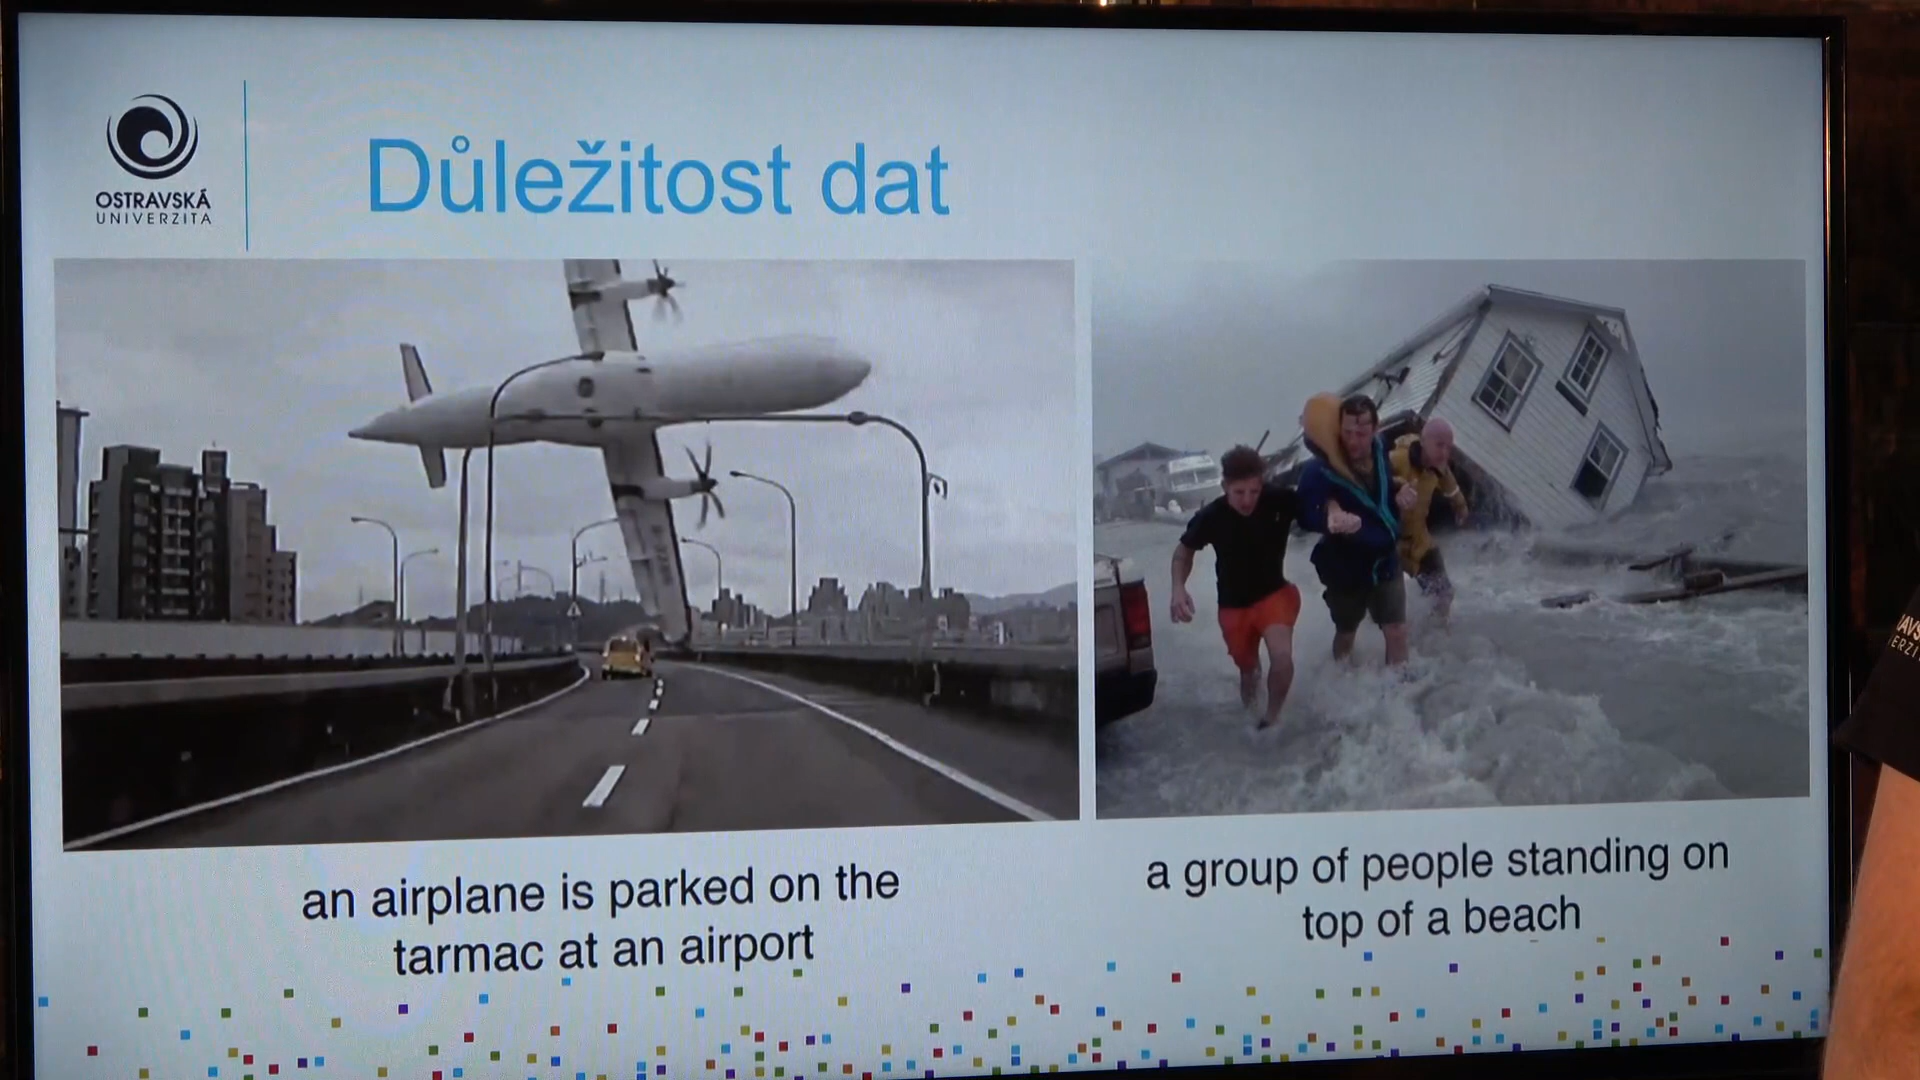 OSTRAVSKÁ
UNIVERZITA
Důležitost dat
an airplane is parked on the
tarmac at an airport
a group of people standing on
top of a beach